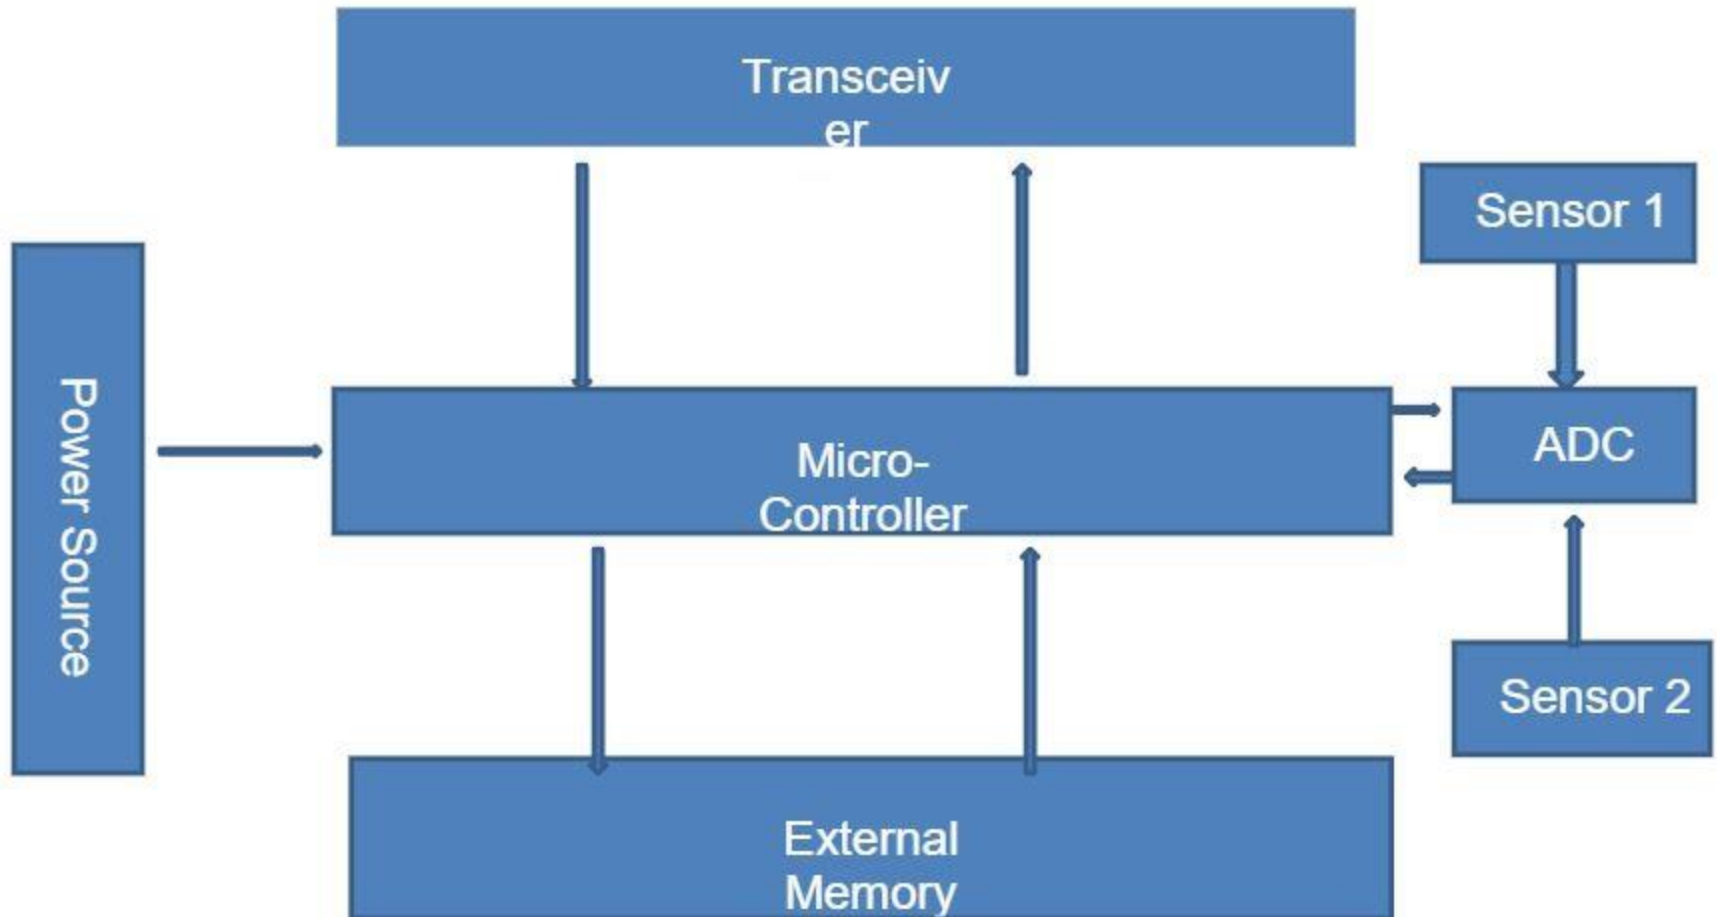 Transceiv
er
Sensor 1
Power Source
Micro-
Controller
ADC
Sensor 2
External
Memory